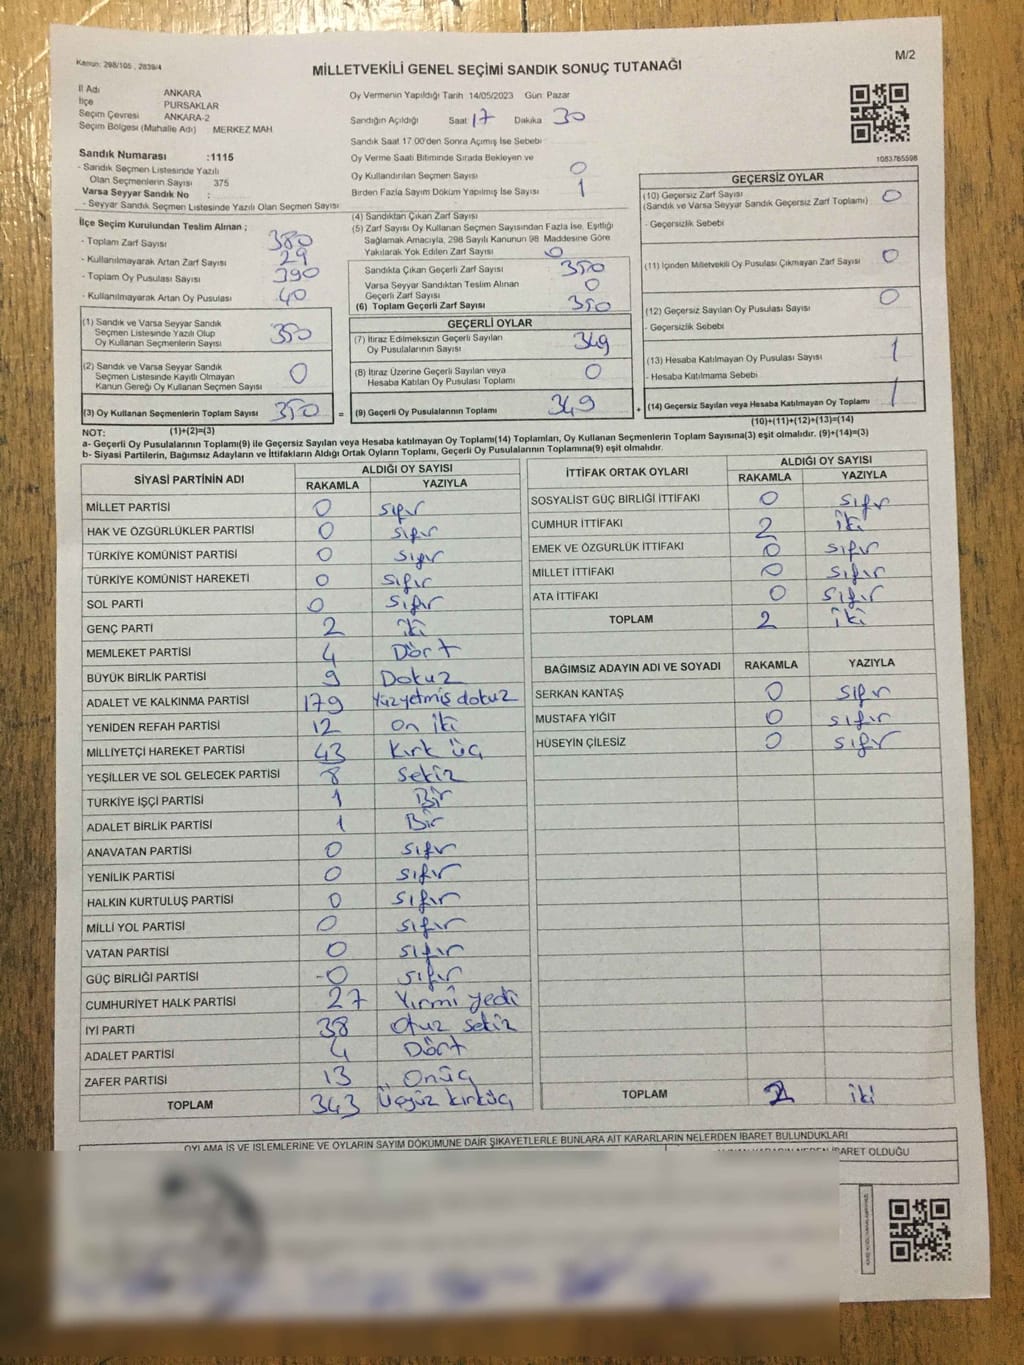 Kanun: 298/105 , 2839/4
MİLLETVEKİLİ GENEL SEÇİMİ SANDIK SONUÇ TUTANAĞI
M/2
İl Adı ANKARA
İlçe PURSAKLAR
Seçim Çevresi ANKARA-2
Seçim Bölgesi (Mahalle Adı) : MERKEZ MAH.
Oy Vermenin Yapıldığı Tarih 14/05/2023 Gün: Pazar
Sandığın Açıldığı Saat 17 Dakika 30
Sandık Saat 17.00'den Sonra Açımış İse Sebebi
Oy Verme Saati Bitiminde Sırada Bekleyen ve
Oy Kullandırılan Seçmen Sayısı 0
Birden Fazla Sayım Döküm Yapılmış İse Sayısı 1
1083785598
Sandık Numarası :1115
- Sandık Seçmen Listesinde Yazılı
Olan Seçmenlerin Sayısı 375
Varsa Seyyar Sandık No :
- Seyyar Sandık Seçmen Listesinde Yazılı Olan Seçmen Sayısı
İlçe Seçim Kurulundan Teslim Alınan ;
- Toplam Zarf Sayısı 380
- Kullanılmayarak Artan Zarf Sayısı 29
- Toplam Oy Pusulası Sayısı 390
- Kullanılmayarak Artan Oy Pusulası 40
(1) Sandık ve Varsa Seyyar Sandık
Seçmen Listesinde Yazılı Olup
Oy Kullanan Seçmenlerin Sayısı 350
(2) Sandık ve Varsa Seyyar Sandık
Seçmen Listesinde Kayıtlı Olmayan
Kanun Gereği Oy Kullanan Seçmen Sayısı 0
(3) Oy Kullanan Seçmenlerin Toplam Sayısı 350 =
(1)+(2)=(3)
(4) Sandıktan Çıkan Zarf Sayısı
(5) Zarf Sayısı Oy Kullanan Seçmen Sayısından Fazla İse, Eşitliği
Sağlamak Amacıyla, 298 Sayılı Kanunun 98. Maddesine Göre
Yakılarak Yok Edilen Zarf Sayısı 0
Sandıkta Çıkan Geçerli Zarf Sayısı 350
Varsa Seyyar Sandıktan Teslim Alınan
Geçerli Zarf Sayısı 0
(6) Toplam Geçerli Zarf Sayısı 350
GEÇERLİ OYLAR
(7) İtiraz Edilmeksizin Geçerli Sayılan
Oy Pusulalarının Sayısı 349
(8) İtiraz Üzerine Geçerli Sayılan veya
Hesaba Katılan Oy Pusulası Toplamı 0
(9) Geçerli Oy Pusulalarının Toplamı 349 +
GEÇERSİZ OYLAR
(10) Geçersiz Zarf Sayısı
(Sandık ve Varsa Seyyar Sandık Geçersiz Zarf Toplamı) 0
- Geçersizlik Sebebi
(11) İçinden Milletvekili Oy Pusulası Çıkmayan Zarf Sayısı 0
(12) Geçersiz Sayılan Oy Pusulası Sayısı 0
- Geçersizlik Sebebi
(13) Hesaba Katılmayan Oy Pusulası Sayısı 1
- Hesaba Katılmama Sebebi
(14) Geçersiz Sayılan veya Hesaba Katılmayan Oy Toplamı 1
(10)+(11)+(12)+(13)=(14)
NOT:
a- Geçerli Oy Pusulalarının Toplamı(9) ile Geçersiz Sayılan veya Hesaba katılmayan Oy Toplamı(14) Toplamları, Oy Kullanan Seçmenlerin Toplam Sayısına(3) eşit olmalıdır. (9)+(14)=(3)
b- Siyasi Partilerin, Bağımsız Adayların ve İttifakların Aldığı Ortak Oyların Toplamı, Geçerli Oy Pusulalarının Toplamına(9) eşit olmalıdır.
SİYASİ PARTİNİN ADI ALDIĞI OY SAYISI
RAKAMLA YAZIYLA
MİLLET PARTİSİ 0 sıfır
HAK VE ÖZGÜRLÜKLER PARTİSİ 0 sıfır
TÜRKİYE KOMÜNİST PARTİSİ 0 sıfır
TÜRKİYE KOMÜNİST HAREKETİ 0 sıfır
SOL PARTİ 0 sıfır
GENÇ PARTİ 2 iki
MEMLEKET PARTİSİ 4 Dört
BÜYÜK BİRLİK PARTİSİ 9 Dokuz
ADALET VE KALKINMA PARTİSİ 179 Yüzyetmiş dokuz
YENİDEN REFAH PARTİSİ 12 on iki
MİLLİYETÇİ HAREKET PARTİSİ 43 Kırk üç
YEŞİLLER VE SOL GELECEK PARTİSİ 8 Sekiz
TÜRKİYE İŞÇİ PARTİSİ 1 Bir
ADALET BİRLİK PARTİSİ 1 Bir
ANAVATAN PARTİSİ 0 sıfır
YENİLİK PARTİSİ 0 sıfır
HALKIN KURTULUŞ PARTİSİ 0 sıfır
MİLLİ YOL PARTİSİ 0 sıfır
VATAN PARTİSİ 0 sıfır
GÜÇ BİRLİĞİ PARTİSİ -0 sıfır
CUMHURİYET HALK PARTİSİ 27 Yirmi yedi
İYİ PARTİ 38 Otuz sekiz
ADALET PARTİSİ 4 Dört
ZAFER PARTİSİ 13 Onüç
TOPLAM 343 Üçyüz kırküç
İTTİFAK ORTAK OYLARI ALDIĞI OY SAYISI
RAKAMLA YAZIYLA
SOSYALİST GÜÇ BİRLİĞİ İTTİFAKI 0 sıfır
CUMHUR İTTİFAKI 2 iki
EMEK VE ÖZGÜRLÜK İTTİFAKI 0 sıfır
MİLLET İTTİFAKI 0 sıfır
ATA İTTİFAKI 0 sıfır
TOPLAM 2 iki
BAĞIMSIZ ADAYIN ADI VE SOYADI RAKAMLA YAZIYLA
SERKAN KANTAŞ 0 sıfır
MUSTAFA YİĞİT 0 sıfır
HÜSEYİN ÇİLESİZ 0 sıfır
TOPLAM 2 iki
OYLAMA İŞ VE İŞLEMLERİNE VE OYLARIN SAYIM DÖKÜMÜNE DAİR ŞİKAYETLERLE BUNLARA AİT KARARLARIN NELERDEN İBARET BULUNDUKLARI
İBARET OLDUĞU